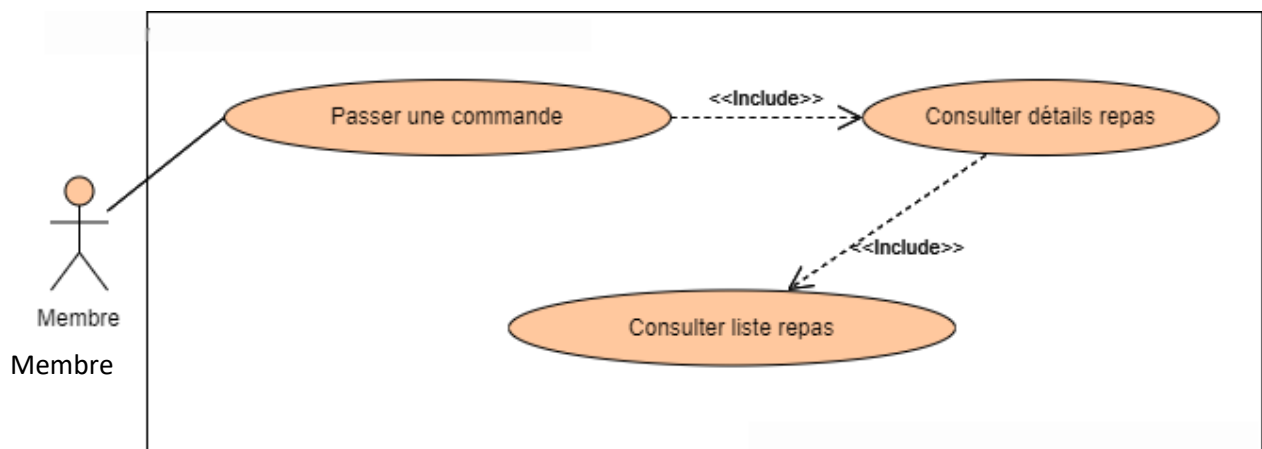 Passer une commande
<<Include>>
Consulter détails repas
<<Include>>
Consulter liste repas
Membre
Membre